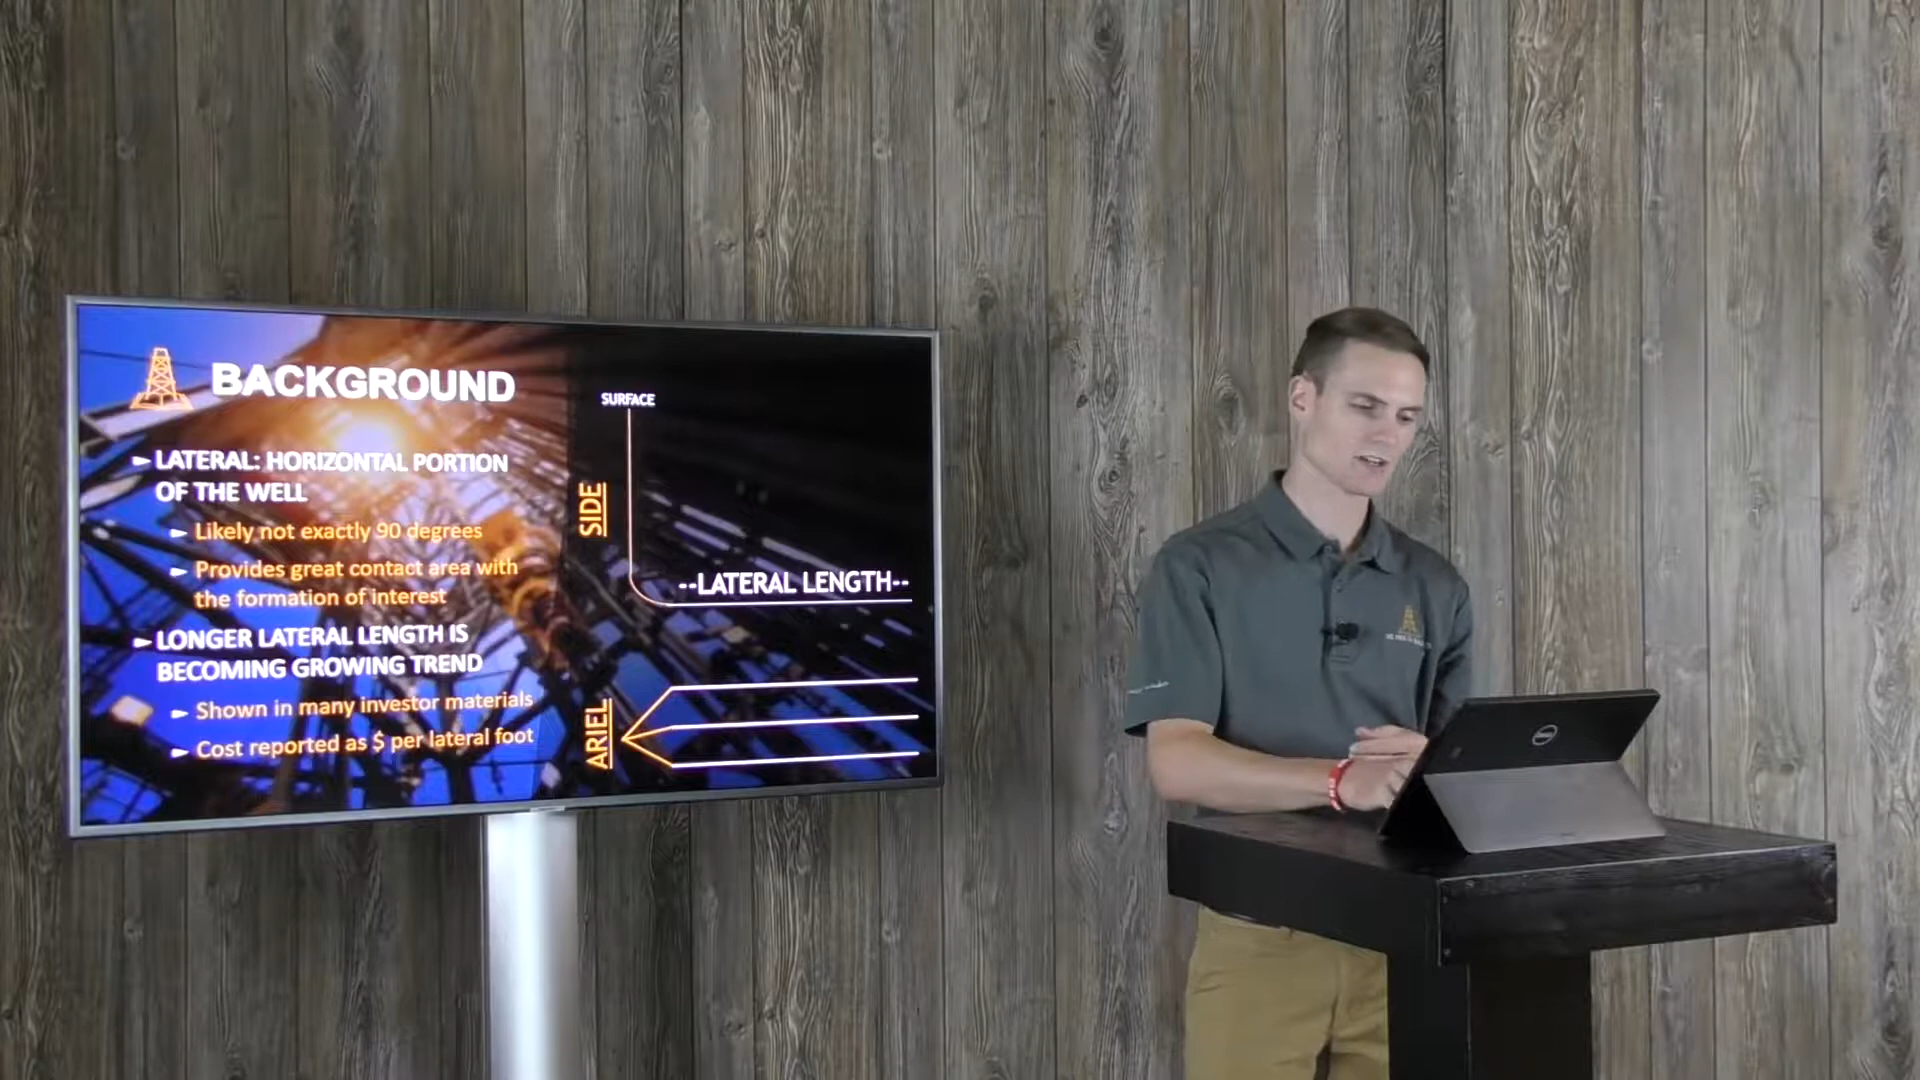 BACKGROUND
► LATERAL: HORIZONTAL PORTION
OF THE WELL
► Likely not exactly 90 degrees
► Provides great contact area with
the formation of interest
► LONGER LATERAL LENGTH IS
BECOMING GROWING TREND
► Shown in many investor materials
► Cost reported as $ per lateral foot
SURFACE
SIDE
--LATERAL LENGTH--
ARIEL
DELL